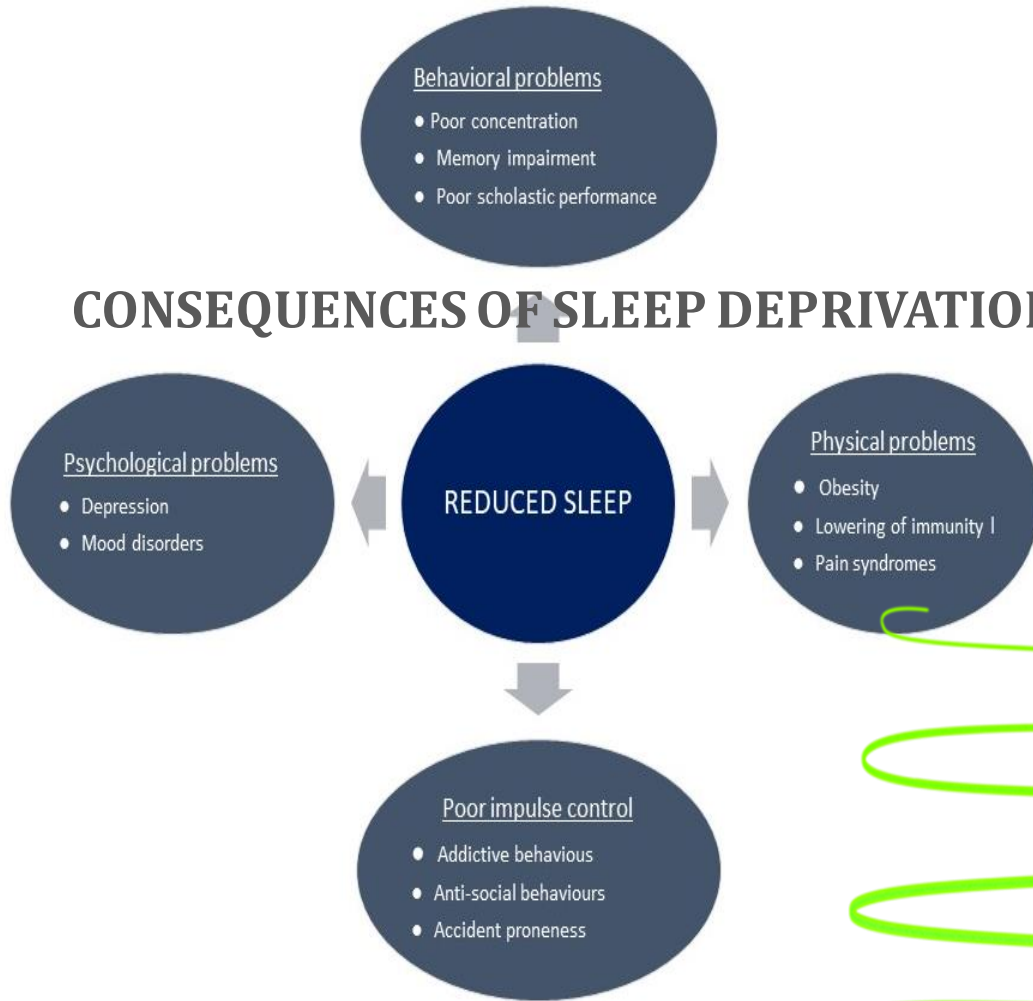 Behavioral problems
● Poor concentration
● Memory impairment
● Poor scholastic performance
CONSEQUENCES OF SLEEP DEPRIVATION
Psychological problems
● Depression
● Mood disorders
REDUCED SLEEP
Physical problems
● Obesity
● Lowering of immunity l
● Pain syndromes
Poor impulse control
● Addictive behavious
● Anti-social behaviours
● Accident proneness